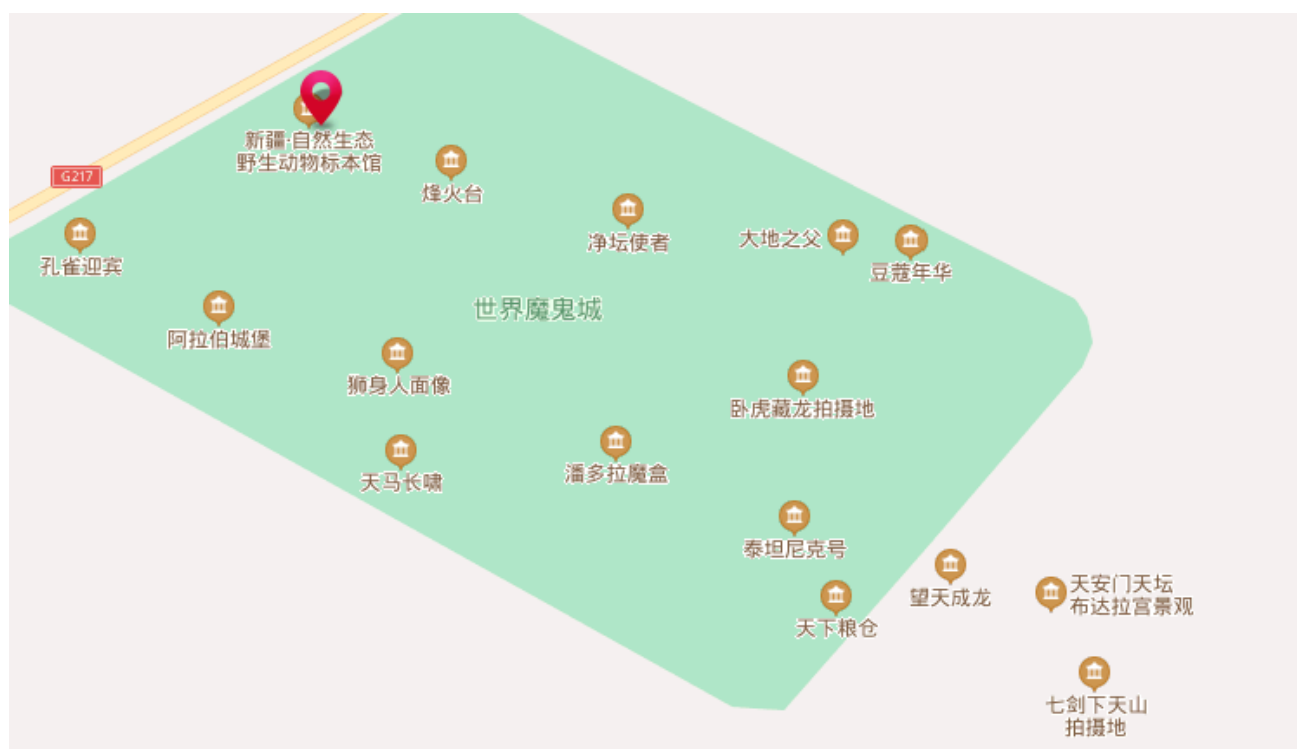 新疆·自然生态
野生动物标本馆
G217
烽火台
净坛使者
大地之父
豆蔻年华
孔雀迎宾
世界魔鬼城
阿拉伯城堡
狮身人面像
卧虎藏龙拍摄地
天马长啸
潘多拉魔盒
泰坦尼克号
望天成龙
天安门天坛
布达拉宫景观
天下粮仓
七剑下天山
拍摄地